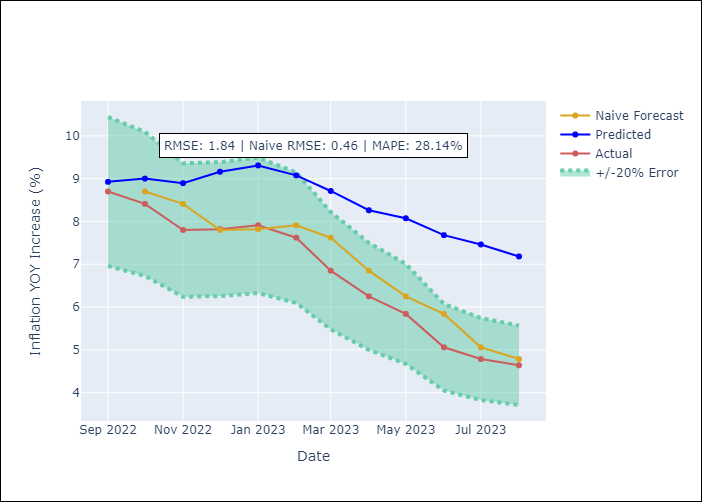 Naive Forecast
Predicted
Actual
+/-20% Error
RMSE: 1.84 | Naive RMSE: 0.46 | MAPE: 28.14%
Inflation YOY Increase (%)
10
9
8
7
6
5
4
Sep 2022 Nov 2022 Jan 2023 Mar 2023 May 2023 Jul 2023
Date